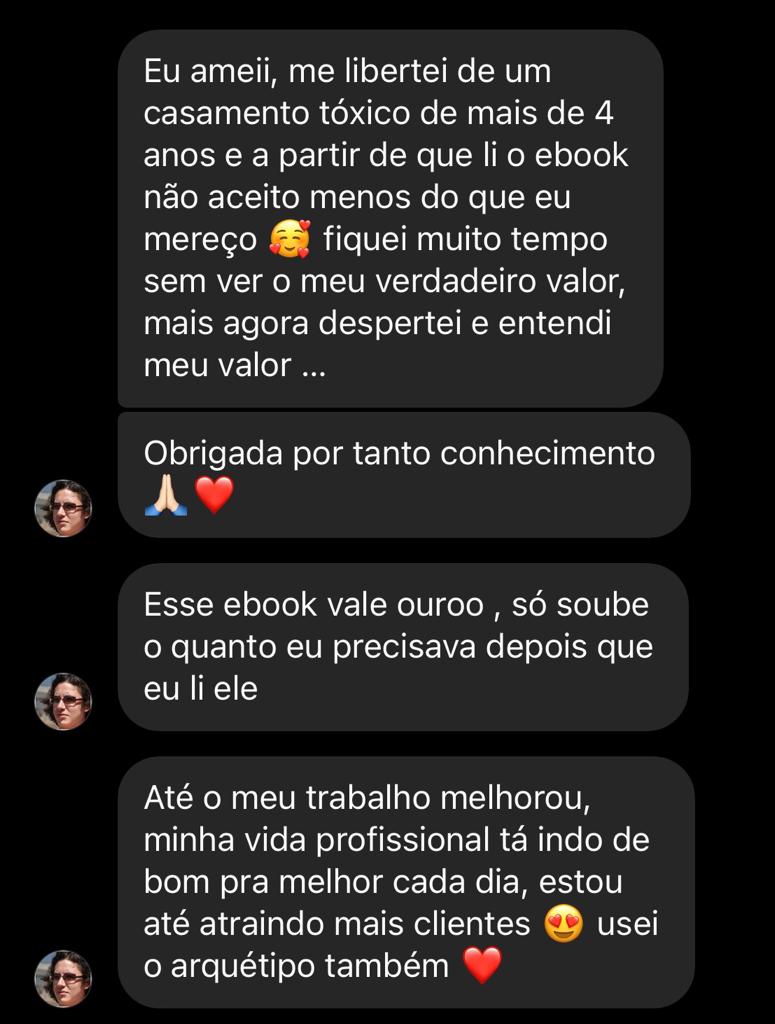 Eu ameii, me libertei de um
casamento tóxico de mais de 4
anos e a partir de que li o ebook
não aceito menos do que eu
mereço 🥰 fiquei muito tempo
sem ver o meu verdadeiro valor,
mais agora despertei e entendi
meu valor ...
Obrigada por tanto conhecimento
🙏🏻❤️
Esse ebook vale ouroo , só soube
o quanto eu precisava depois que
eu li ele
Até o meu trabalho melhorou,
minha vida profissional tá indo de
bom pra melhor cada dia, estou
até atraindo mais clientes 😍 usei
o arquétipo também ❤️